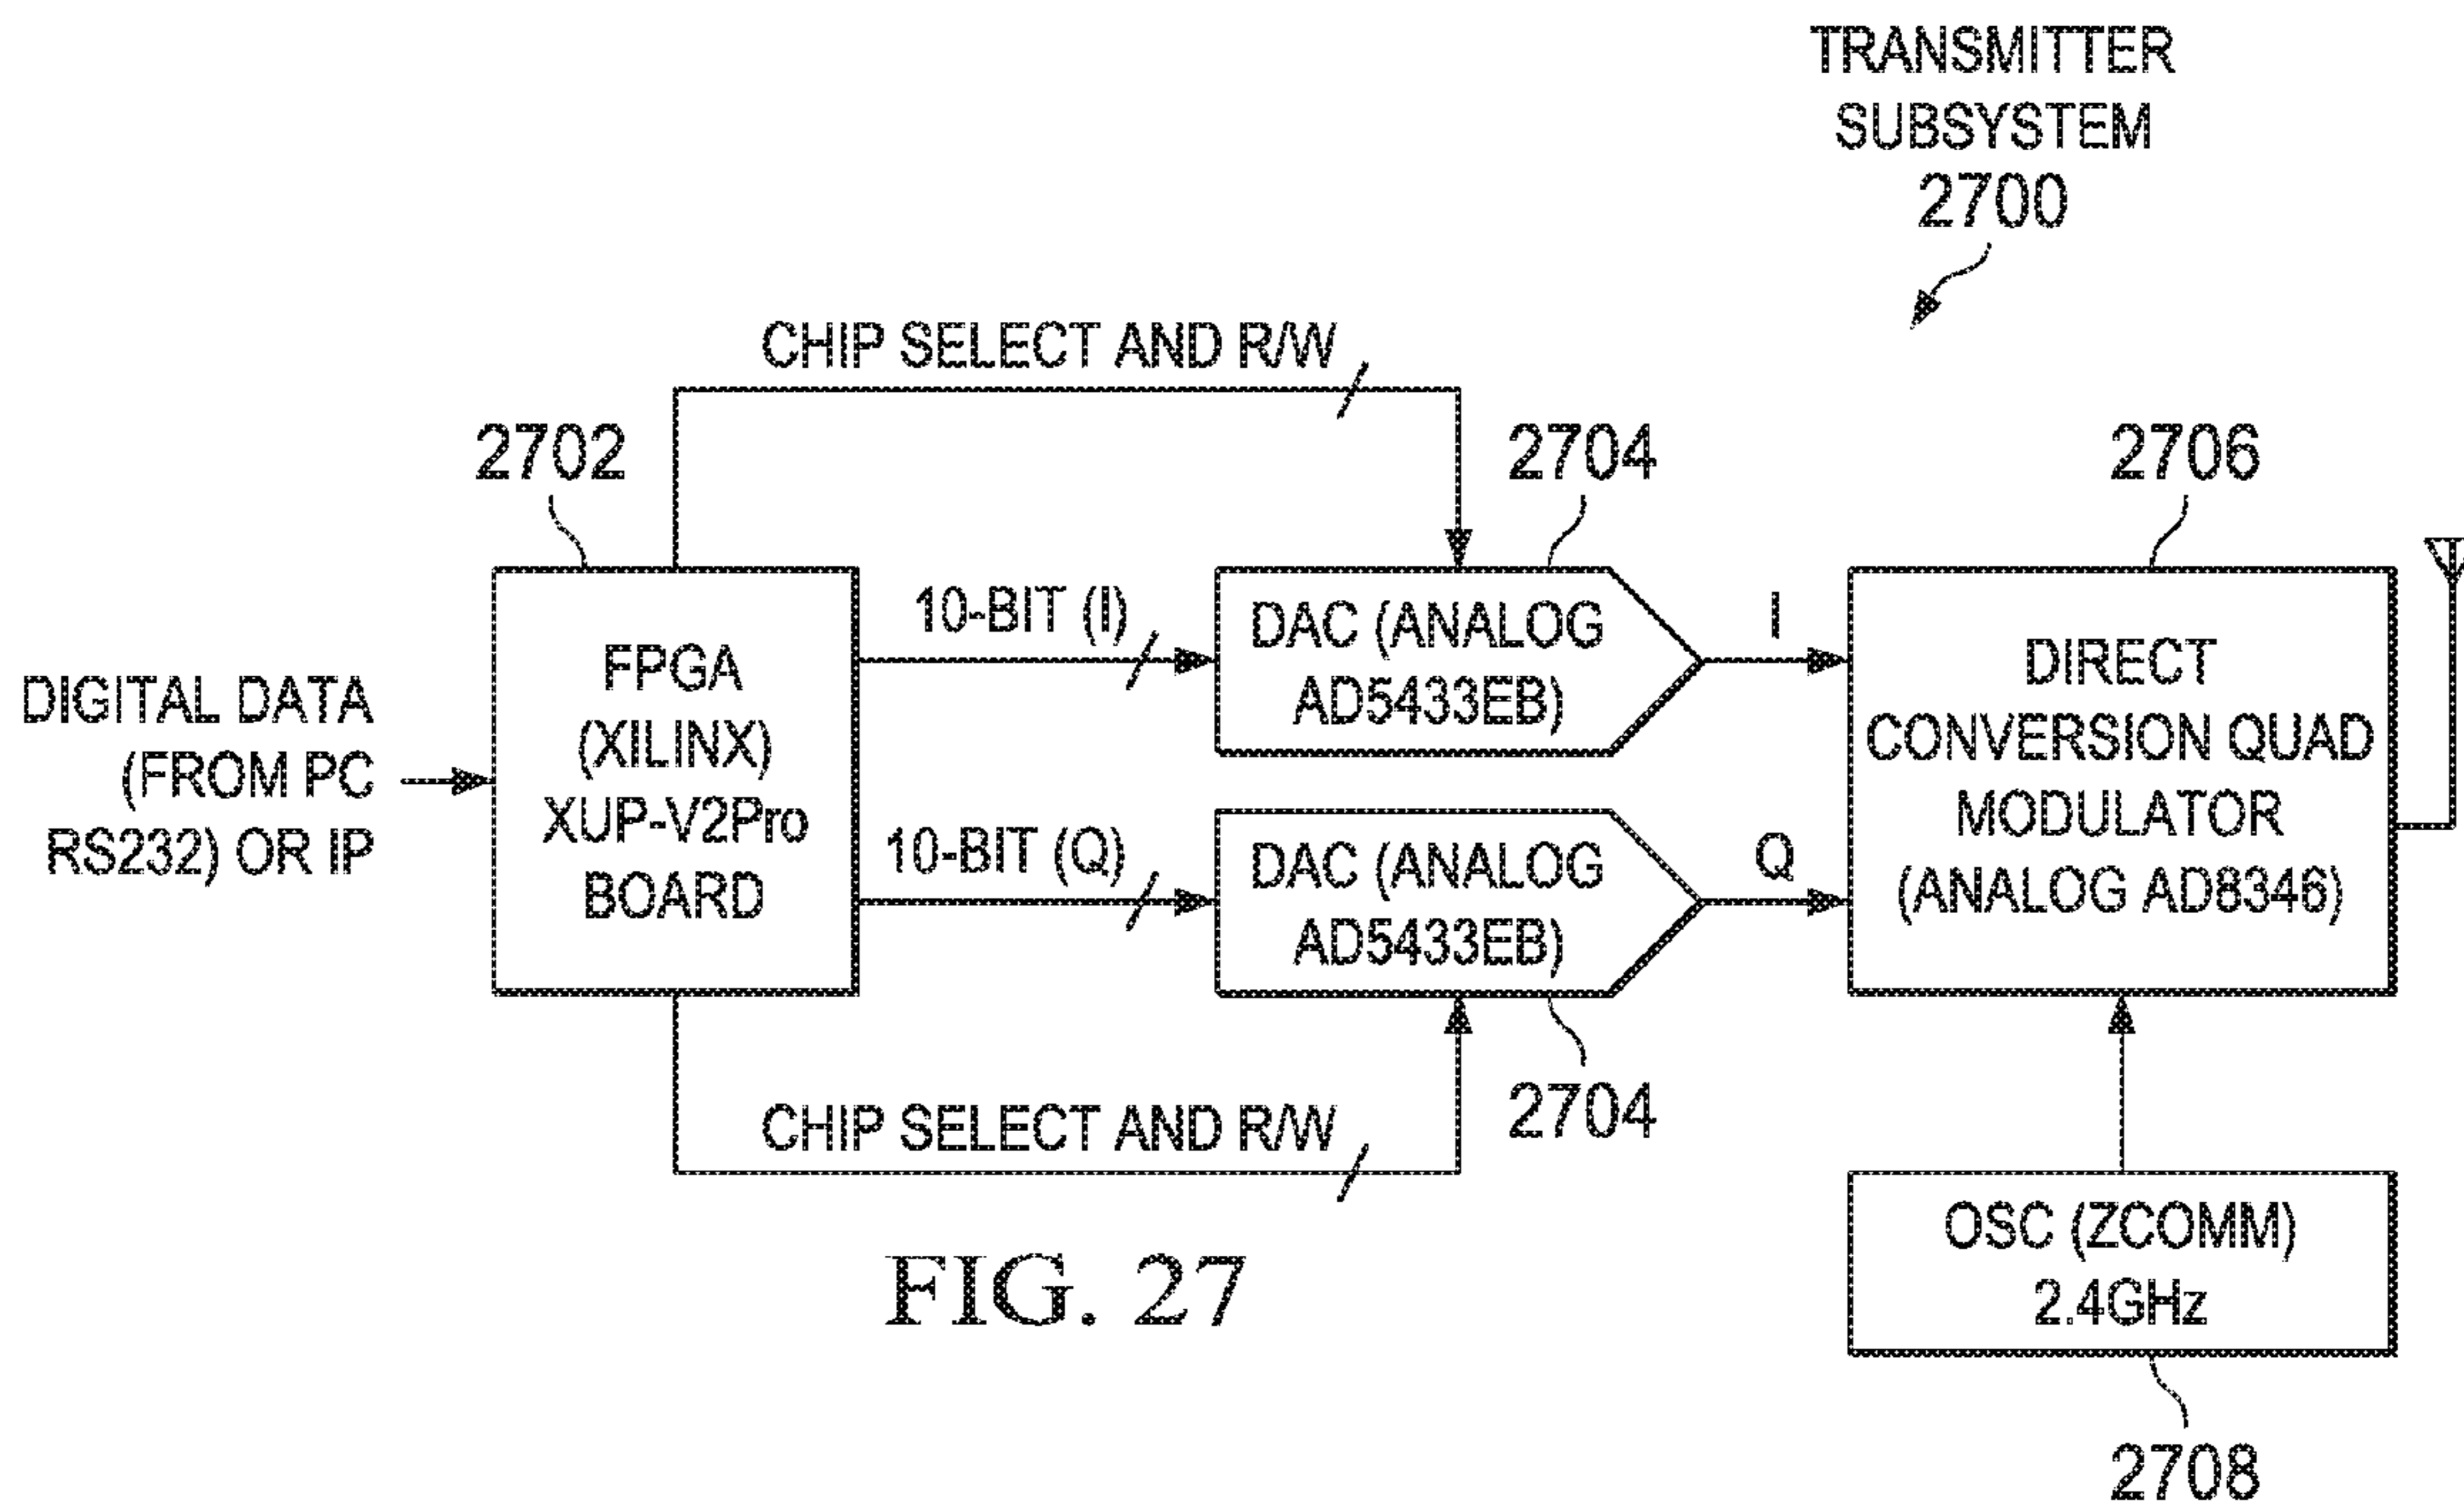 TRANSMITTER
SUBSYSTEM
2700
CHIP SELECT AND R/W
2702
2704
2706
DIGITAL DATA
(FROM PC
RS232) OR IP
FPGA
(XILINX)
XUP-V2Pro
BOARD
10-BIT (I)
DAC (ANALOG
AD5433EB)
I
10-BIT (Q)
DAC (ANALOG
AD5433EB)
Q
DIRECT
CONVERSION QUAD
MODULATOR
(ANALOG AD8346)
CHIP SELECT AND R/W
2704
OSC (ZCOMM)
2.4GHz
2708
FIG. 27